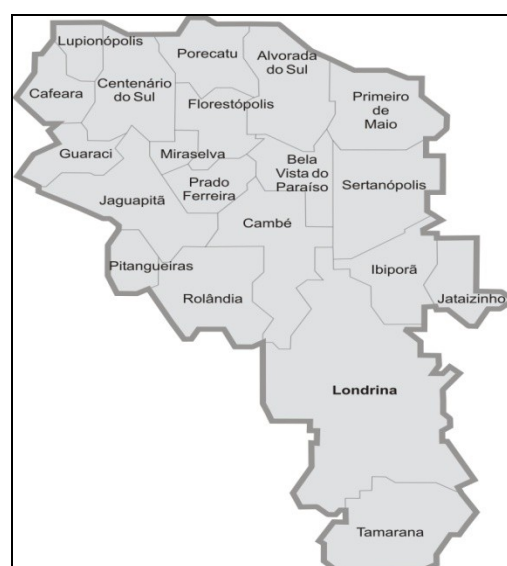 Lupionópolis
Porecatu
Alvorada
do Sul
Cafeara
Centenário
do Sul
Florestópolis
Primeiro
de
Maio
Guaraci
Miraselva
Bela
Vista do
Paraíso
Sertanópolis
Prado
Ferreira
Jaguapitã
Cambé
Pitangueiras
Ibiporã
Rolândia
Jataizinho
Londrina
Tamarana